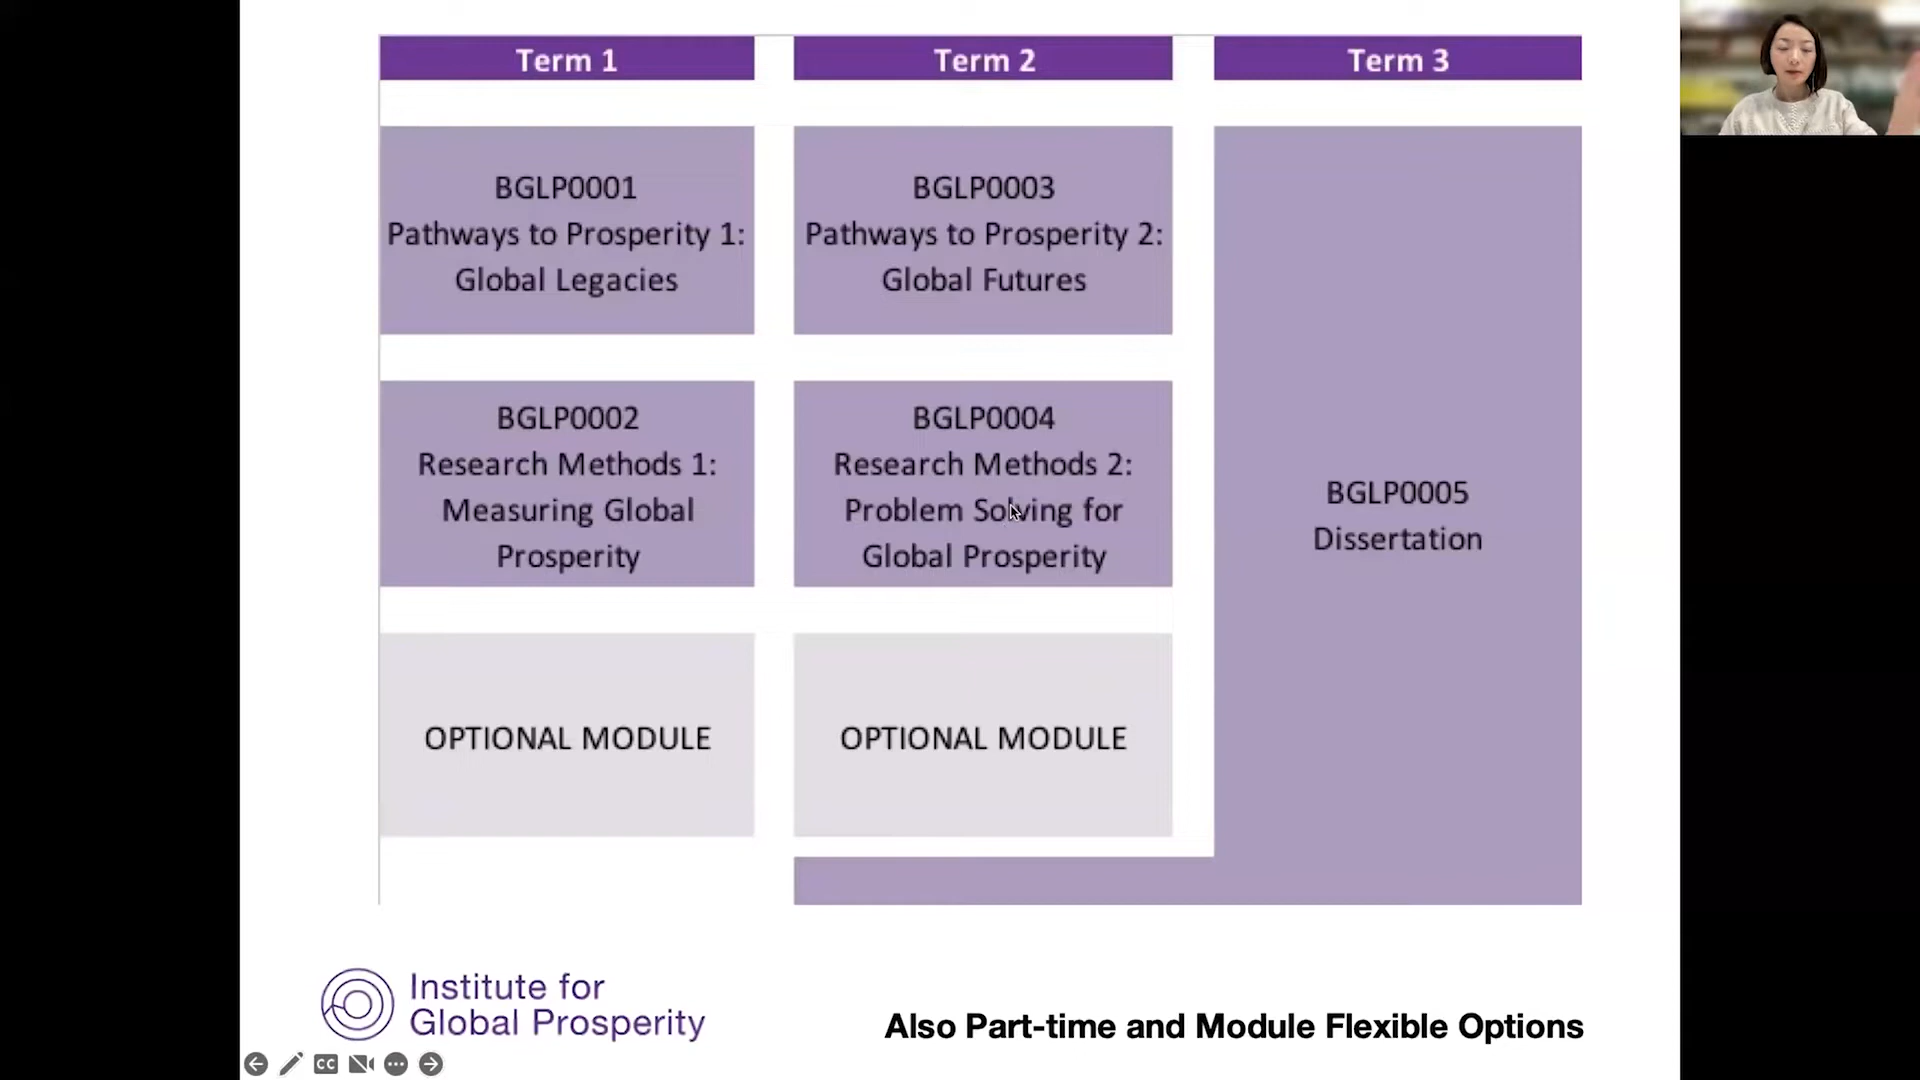 Term 1
Term 2
Term 3
BGLP0001
Pathways to Prosperity 1:
Global Legacies
BGLP0003
Pathways to Prosperity 2:
Global Futures
BGLP0002
Research Methods 1:
Measuring Global
Prosperity
BGLP0004
Research Methods 2:
Problem Solving for
Global Prosperity
BGLP0005
Dissertation
OPTIONAL MODULE
OPTIONAL MODULE
Institute for
Global Prosperity
Also Part-time and Module Flexible Options
CC